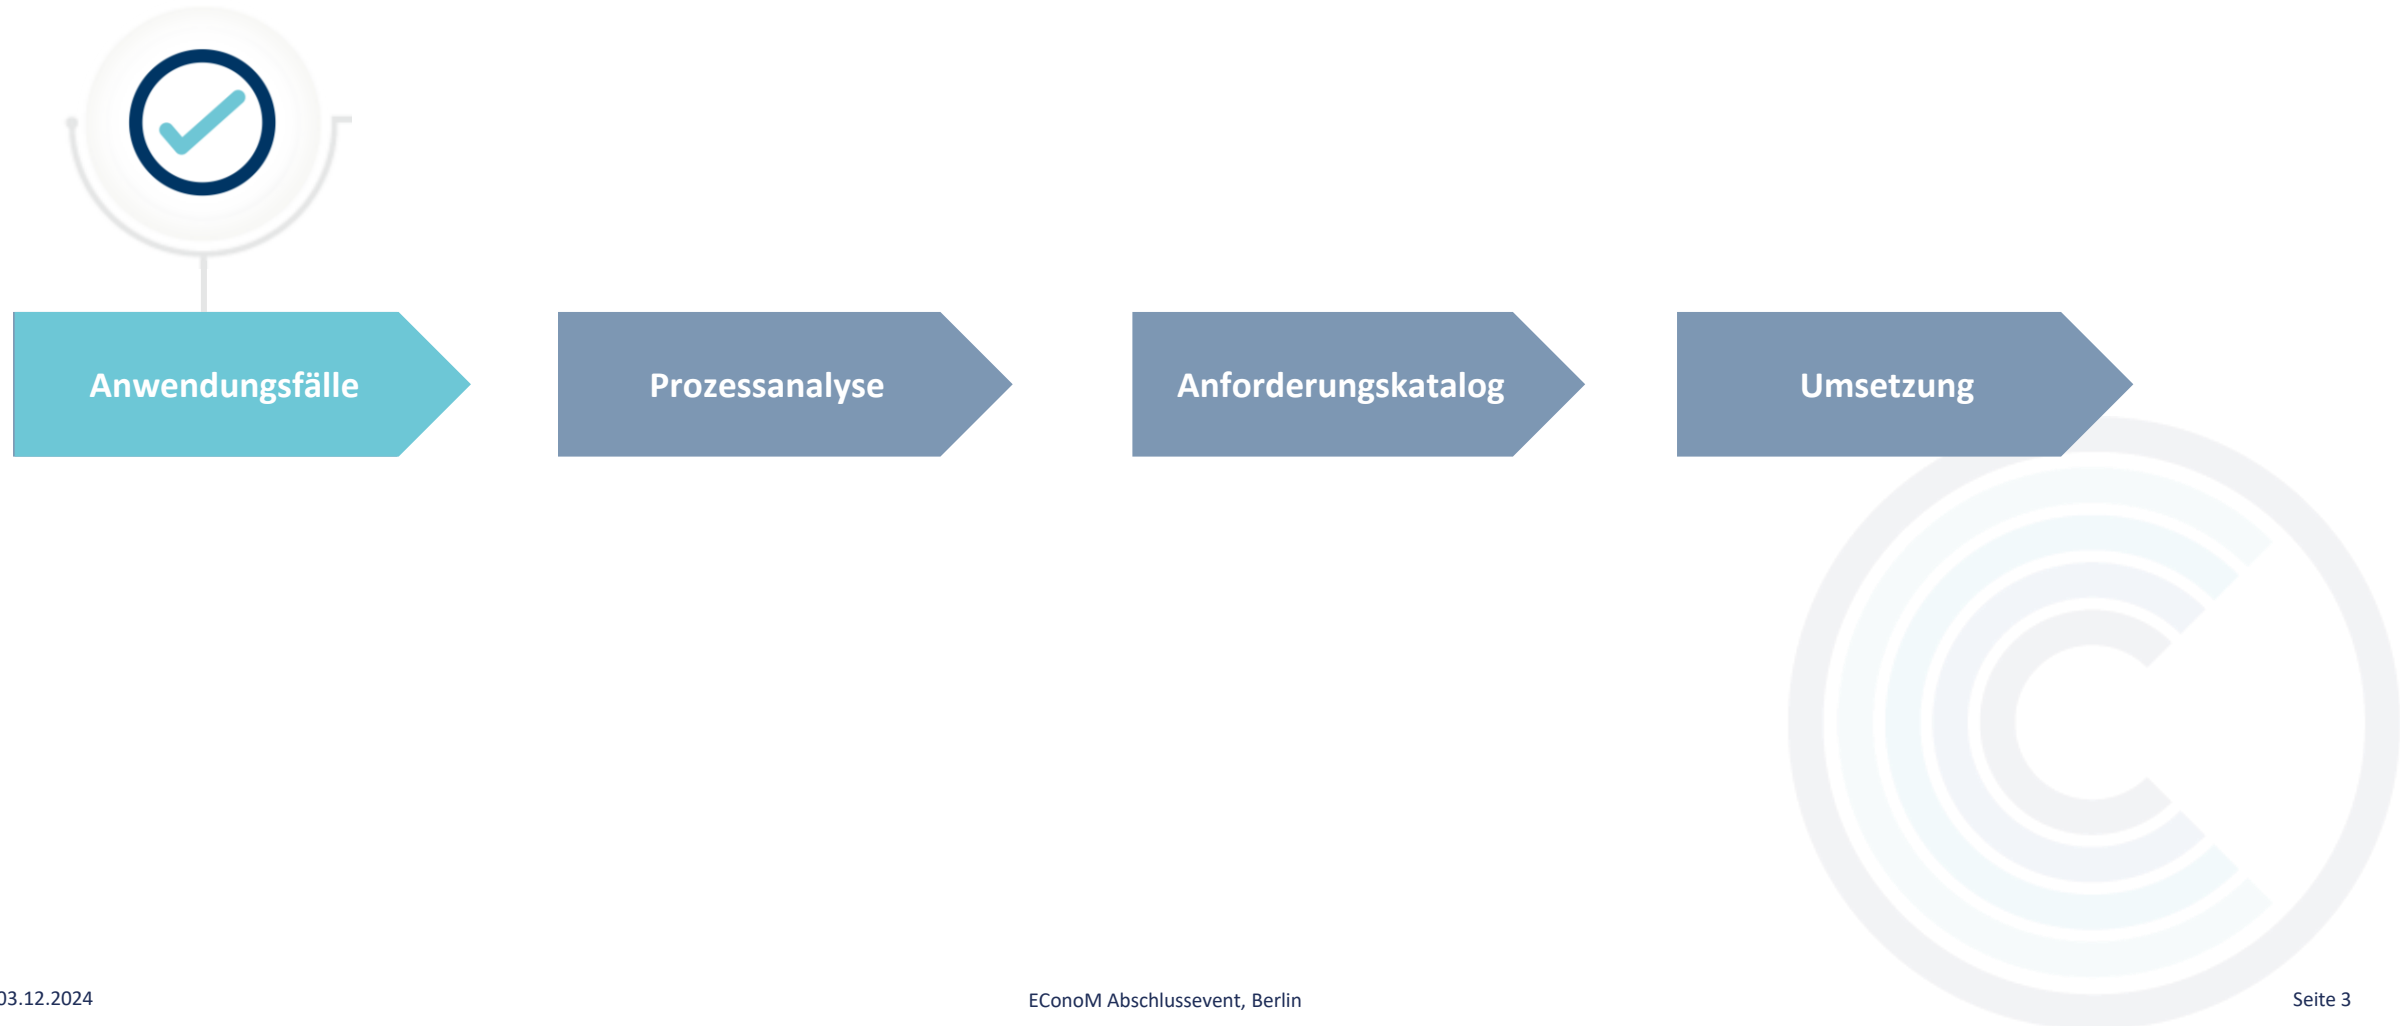 Anwendungsfälle
Prozessanalyse
Anforderungskatalog
Umsetzung
03.12.2024
EConoM Abschlussevent, Berlin
Seite 3